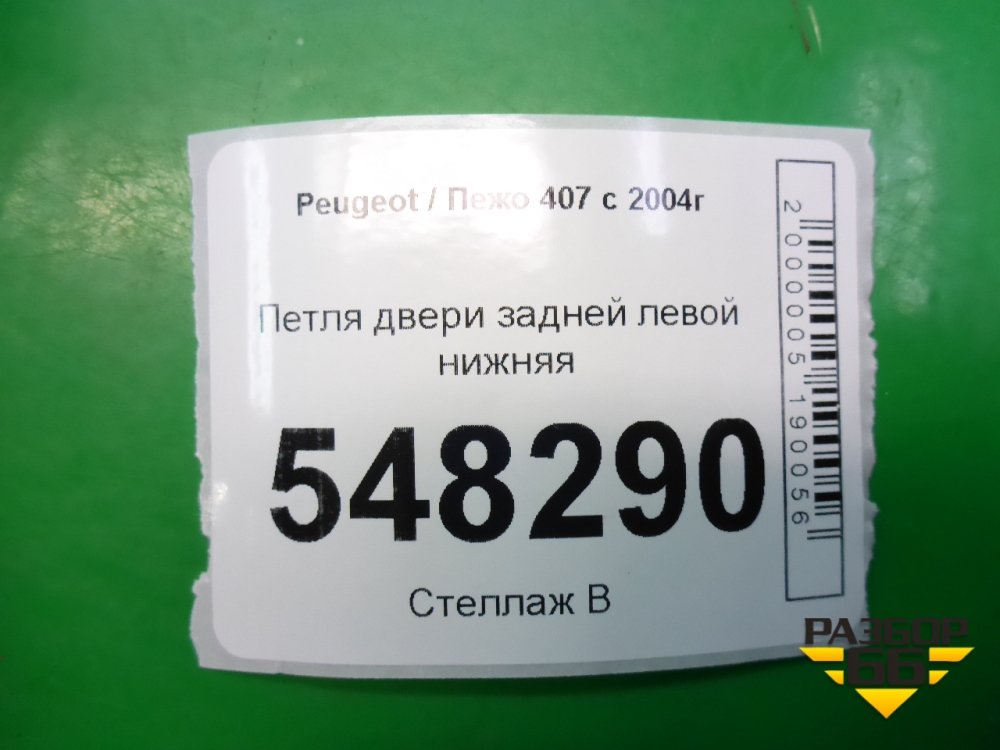 Peugeot / Пежо 407 с 2004г
Петля двери задней левой
нижняя
548290
Стеллаж В
2000005190056
РАЗБОР
66